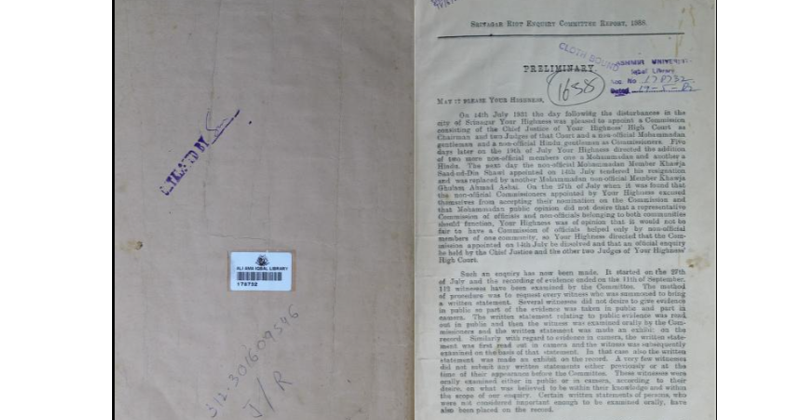 CLEARED BY
ALLAMA IQBAL LIBRARY
178732
312.301609546
J/R
SRINAGAR RIOT ENQUIRY COMMITTEE REPORT, 1988.
CLOTH BOUND
PRELIMINARY
1658
KASHMIR UNIVERSITY
Iqbal Library
Acc. No 178732
Dated 17-5-
MAY IT PLEASE YOUR HIGHNESS,
On 14th July 1931 the day following the disturbances in the
city of Srinagar Your Highness was pleased to appoint a Commission
consisting of the Chief Justice of Your Highness' High Court as
Chairman and two Judges of that Court and a non-official Mohammadan
gentleman and a non-official Hindu gentleman as Commissioners. Five
days later on the 19th of July Your Highness directed the addition
of two more non-official members one a Mohammadan and another a
Hindu. The next day the non-official Mohammadan Member Khawja
Saad-ud-Din Shawl appointed on 14th July tendered his resignation
and was replaced by another Mohammadan non-official Member Khawja
Ghulam Ahmad Ashai. On the 27th of July when it was found that
the non-official Commissioners appointed by Your Highness excused
themselves from accepting their nomination on the Commission and
that Mohammadan public opinion did not desire that a representative
Commission of officials and non-officials belonging to both communities
should function, Your Highness was of opinion that it would not be
fair to have a Commission of officials helped only by non-official
members of one community, so Your Highness directed that the Com-
mission appointed on 14th July be dissolved and that an official enquiry
be held by the Chief Justice and the other two Judges of Your Highness'
High Court.
Such an enquiry has now been made. It started on the 27th
of July and the recording of evidence ended on the 11th of September.
112 witnesses have been examined by the Committee. The method
of procedure was to request every witness who was summoned to bring
a written statement. Several witnesses did not desire to give evidence
in public so part of the evidence was taken in public and part in
camera. The written statement relating to public evidence was read
out in public and then the witness was examined orally by the Com-
missioners and the written statement was made an exhibit on the
record. Similarly with regard to evidence in camera, the written state-
ment was first read out in camera and the witness was subsequently
examined on the basis of that statement. In that case also the written
statement was made an exhibit on the record. A very few witnesses
did not submit any written statements either previously or at the
time of their appearance before the Committee. These witnesses were
orally examined either in public or in camera, according to their
desire, on what was believed to be within their knowledge and within
the scope of our enquiry. Certain written statements of persons, who
were not considered important enough to be examined orally, have
also been placed on the record.